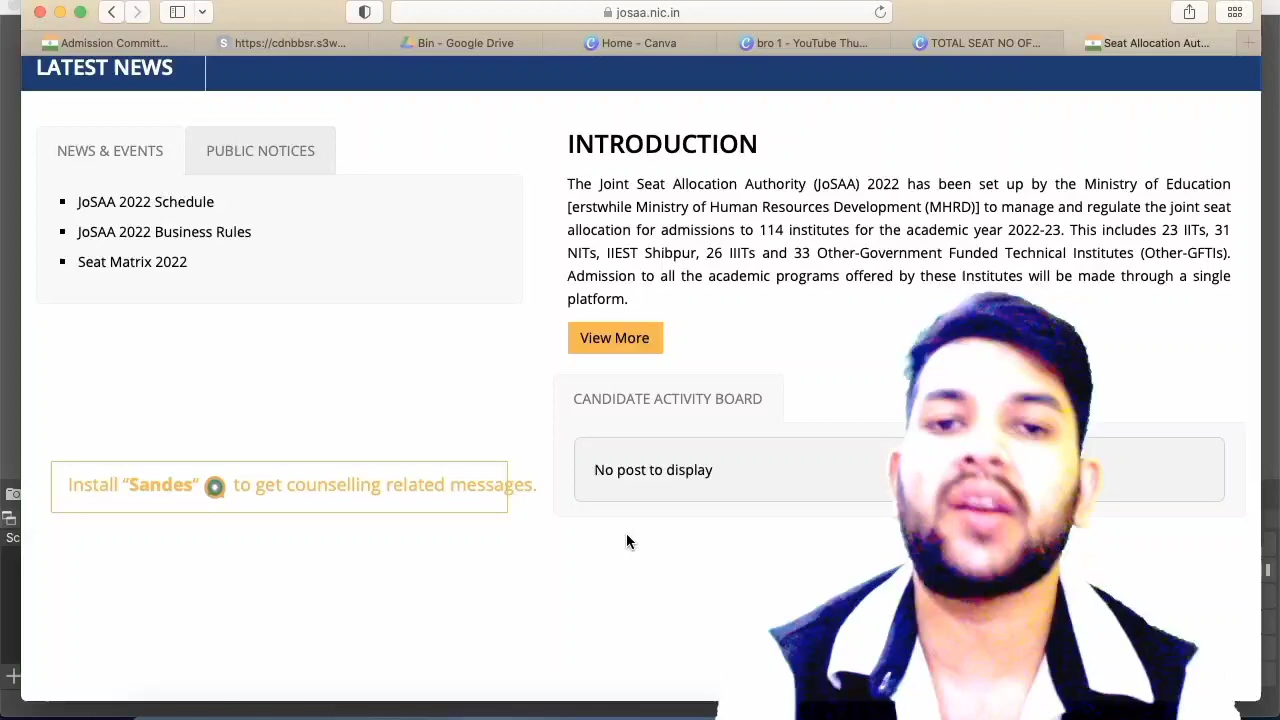 josaa.nic.in
Admission Committ...
https://cdnbbsr.s3w...
Bin - Google Drive
Home - Canva
bro 1 - YouTube Thu...
TOTAL SEAT NO OF...
Seat Allocation Aut...
LATEST NEWS
NEWS & EVENTS
PUBLIC NOTICES
JoSAA 2022 Schedule
JoSAA 2022 Business Rules
Seat Matrix 2022
INTRODUCTION
The Joint Seat Allocation Authority (JoSAA) 2022 has been set up by the Ministry of Education
[erstwhile Ministry of Human Resources Development (MHRD)] to manage and regulate the joint seat
allocation for admissions to 114 institutes for the academic year 2022-23. This includes 23 IITs, 31
NITs, IIEST Shibpur, 26 IIITs and 33 Other-Government Funded Technical Institutes (Other-GFTIs).
Admission to all the academic programs offered by these Institutes will be made through a single
platform.
View More
CANDIDATE ACTIVITY BOARD
No post to display
Install “Sandes“ to get counselling related messages.
Sc